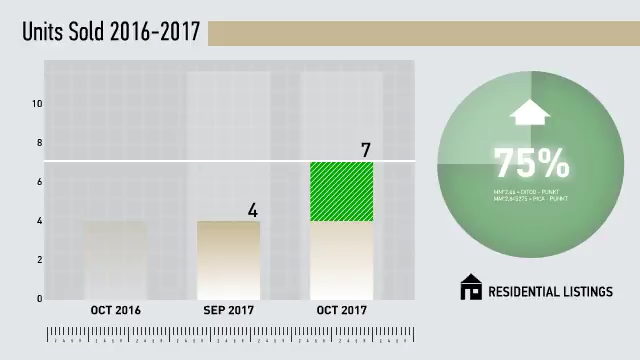 Units Sold 2016-2017
10
8
6
4
2
0
4
7
OCT 2016
SEP 2017
OCT 2017
75%
RESIDENTIAL LISTINGS